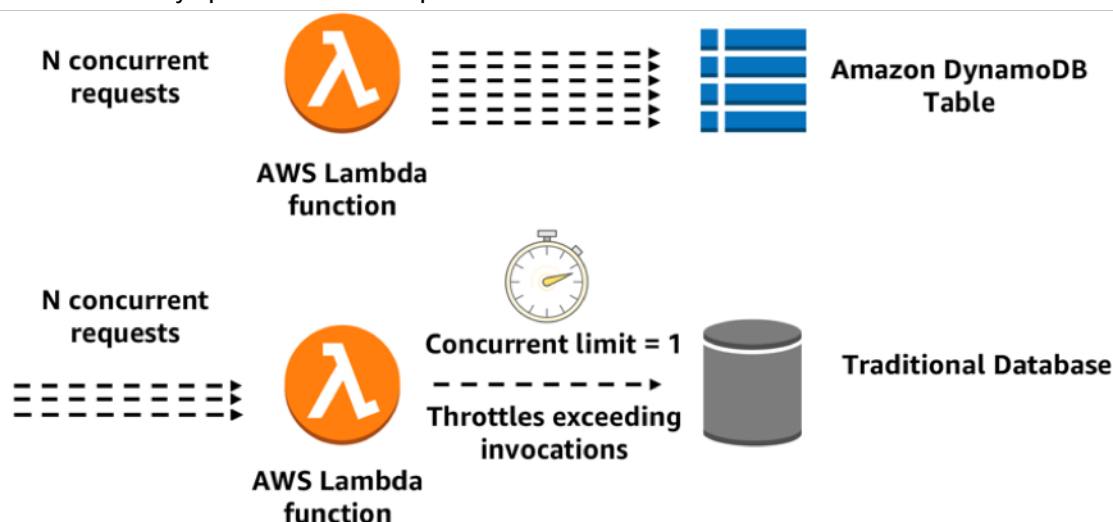 N concurrent
requests
AWS Lambda
function
Amazon DynamoDB
Table
N concurrent
requests
AWS Lambda
function
Concurrent limit = 1
Throttles exceeding
invocations
Traditional Database